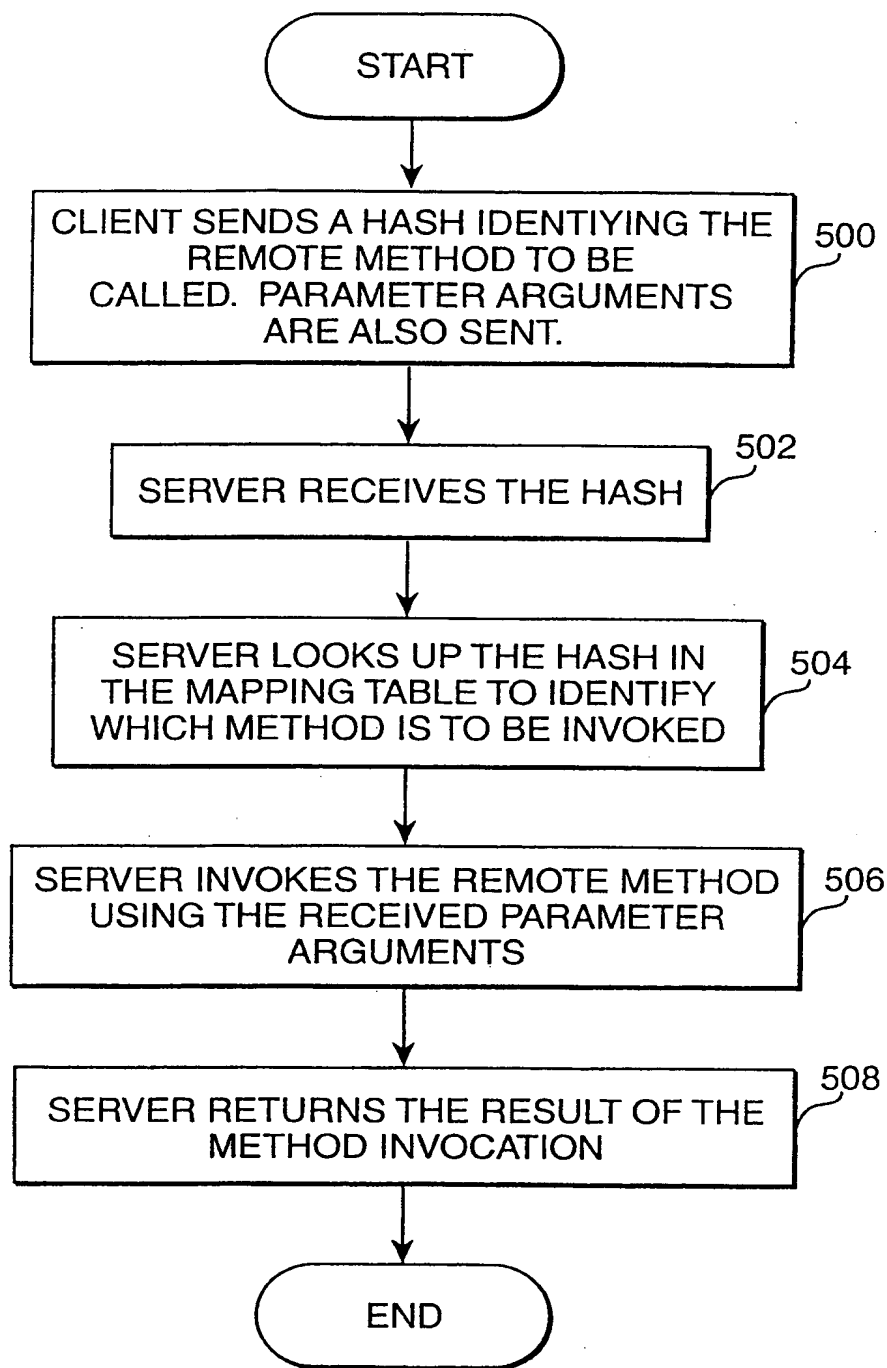 START
CLIENT SENDS A HASH IDENTIYING THE
REMOTE METHOD TO BE
CALLED. PARAMETER ARGUMENTS
ARE ALSO SENT.
500
SERVER RECEIVES THE HASH
502
SERVER LOOKS UP THE HASH IN
THE MAPPING TABLE TO IDENTIFY
WHICH METHOD IS TO BE INVOKED
504
SERVER INVOKES THE REMOTE METHOD
USING THE RECEIVED PARAMETER
ARGUMENTS
506
SERVER RETURNS THE RESULT OF THE
METHOD INVOCATION
508
END